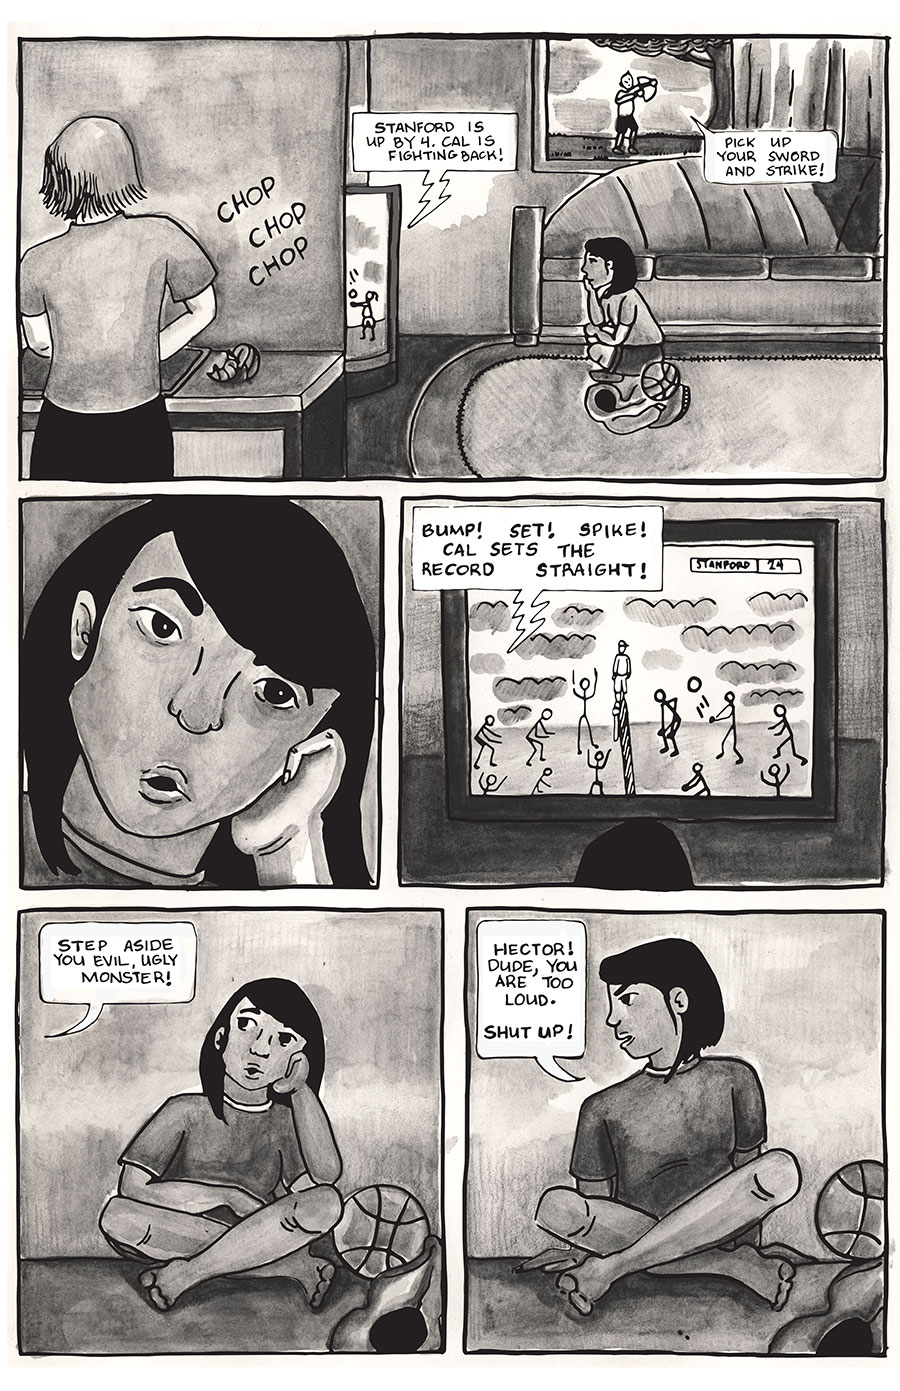 CHOP
CHOP
CHOP
STANFORD IS
UP BY 4. CAL IS
FIGHTING BACK!
PICK UP
YOUR SWORD
AND STRIKE!
BUMP! SET! SPIKE!
CAL SETS THE
RECORD STRAIGHT!
STANFORD 24
STEP ASIDE
YOU EVIL, UGLY
MONSTER!
HECTOR!
DUDE, YOU
ARE TOO
LOUD.
SHUT UP!